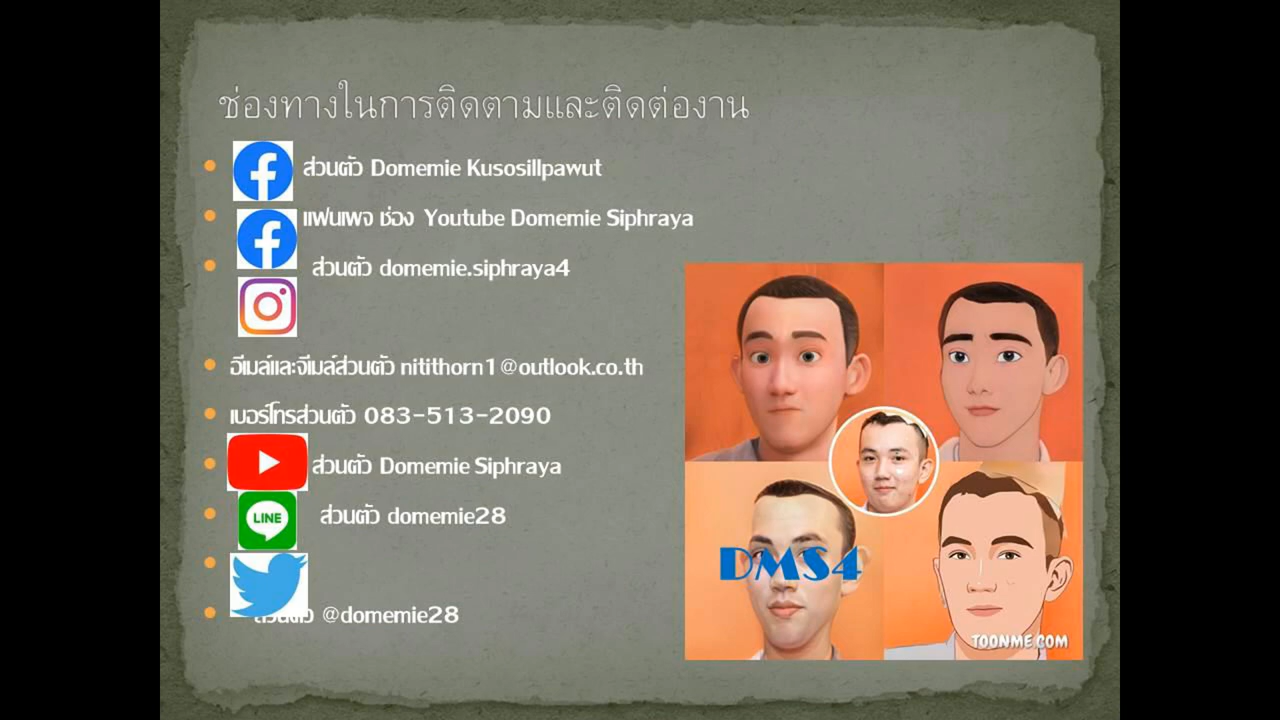 ช่องทางในการติดตามและติดต่องาน
ส่วนตัว Domemie Kusosillpawut
แฟนเพจ ช่อง Youtube Domemie Siphraya
ส่วนตัว domemie.siphraya4
อีเมล์และจีเมล์ส่วนตัว nitithorn1@outlook.co.th
เบอร์โทรส่วนตัว 083-513-2090
ส่วนตัว Domemie Siphraya
LINE
ส่วนตัว domemie28
ส่วนตัว @domemie28
DMS4
TOONME.COM